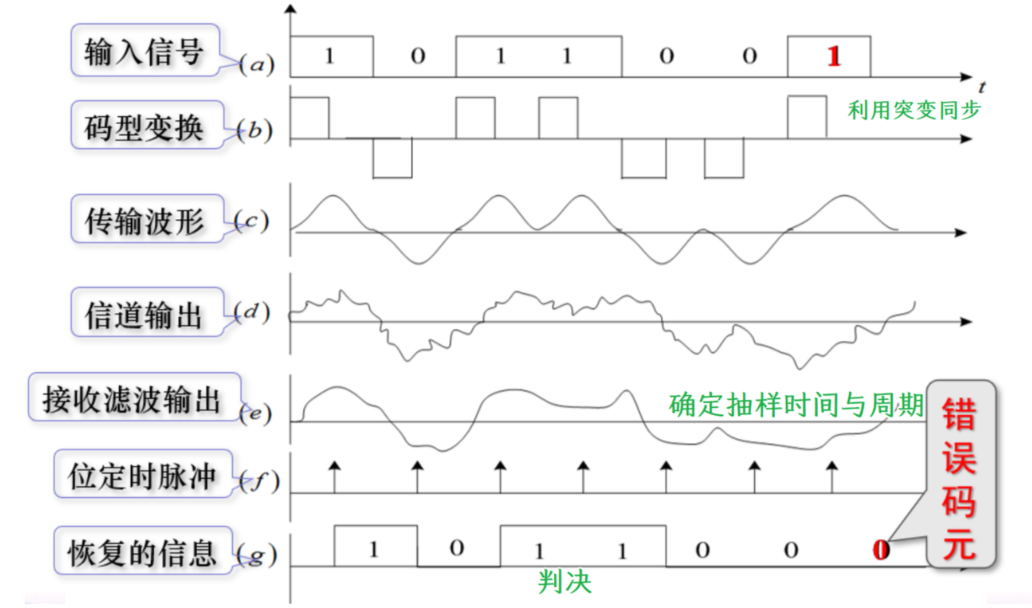 输入信号 (a) 1 0 1 1 0 0 1
t
码型变换 (b) 利用突变同步
传输波形 (c)
信道输出 (d)
接收滤波输出 (e) 确定抽样时间与周期
位定时脉冲 (f)
恢复的信息 (g) 1 0 1 1 0 0 0
判决
错
误
码
元